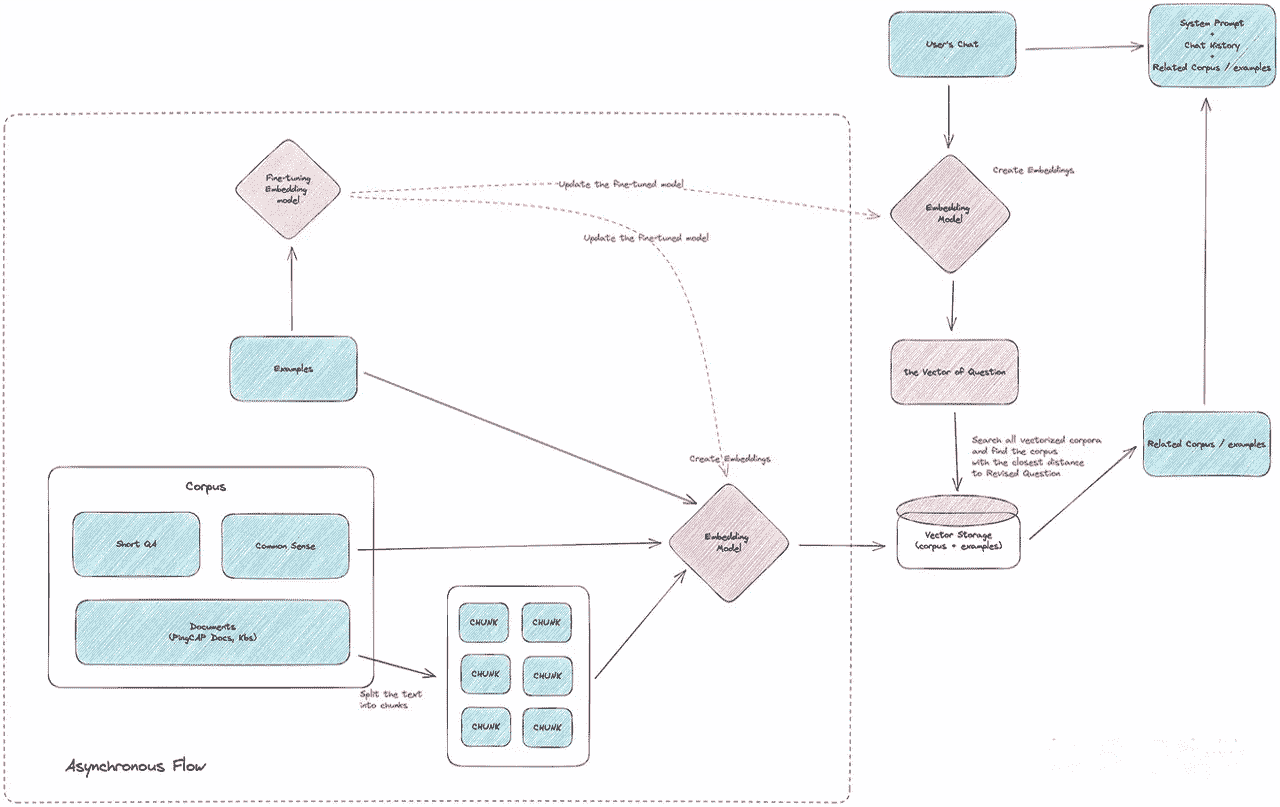 User's Chat
System Prompt
+
Chat History
+
Related Corpus / examples
Fine-tuning
Embedding
model
Update the fine-tuned model
Create Embeddings
Embedding
Model
Update the fine-tuned model
Examples
the Vector of Question
Search all vectorized corpora
and find the corpus
with the closest distance
to Revised Question
Related Corpus / examples
Create Embeddings
Corpus
Short QA
Common Sense
Embedding
Model
Vector Storage
(corpus + examples)
Documents
(PingCAP Docs, Kbs)
Split the text
into chunks
CHUNK
CHUNK
CHUNK
CHUNK
CHUNK
CHUNK
Asynchronous Flow